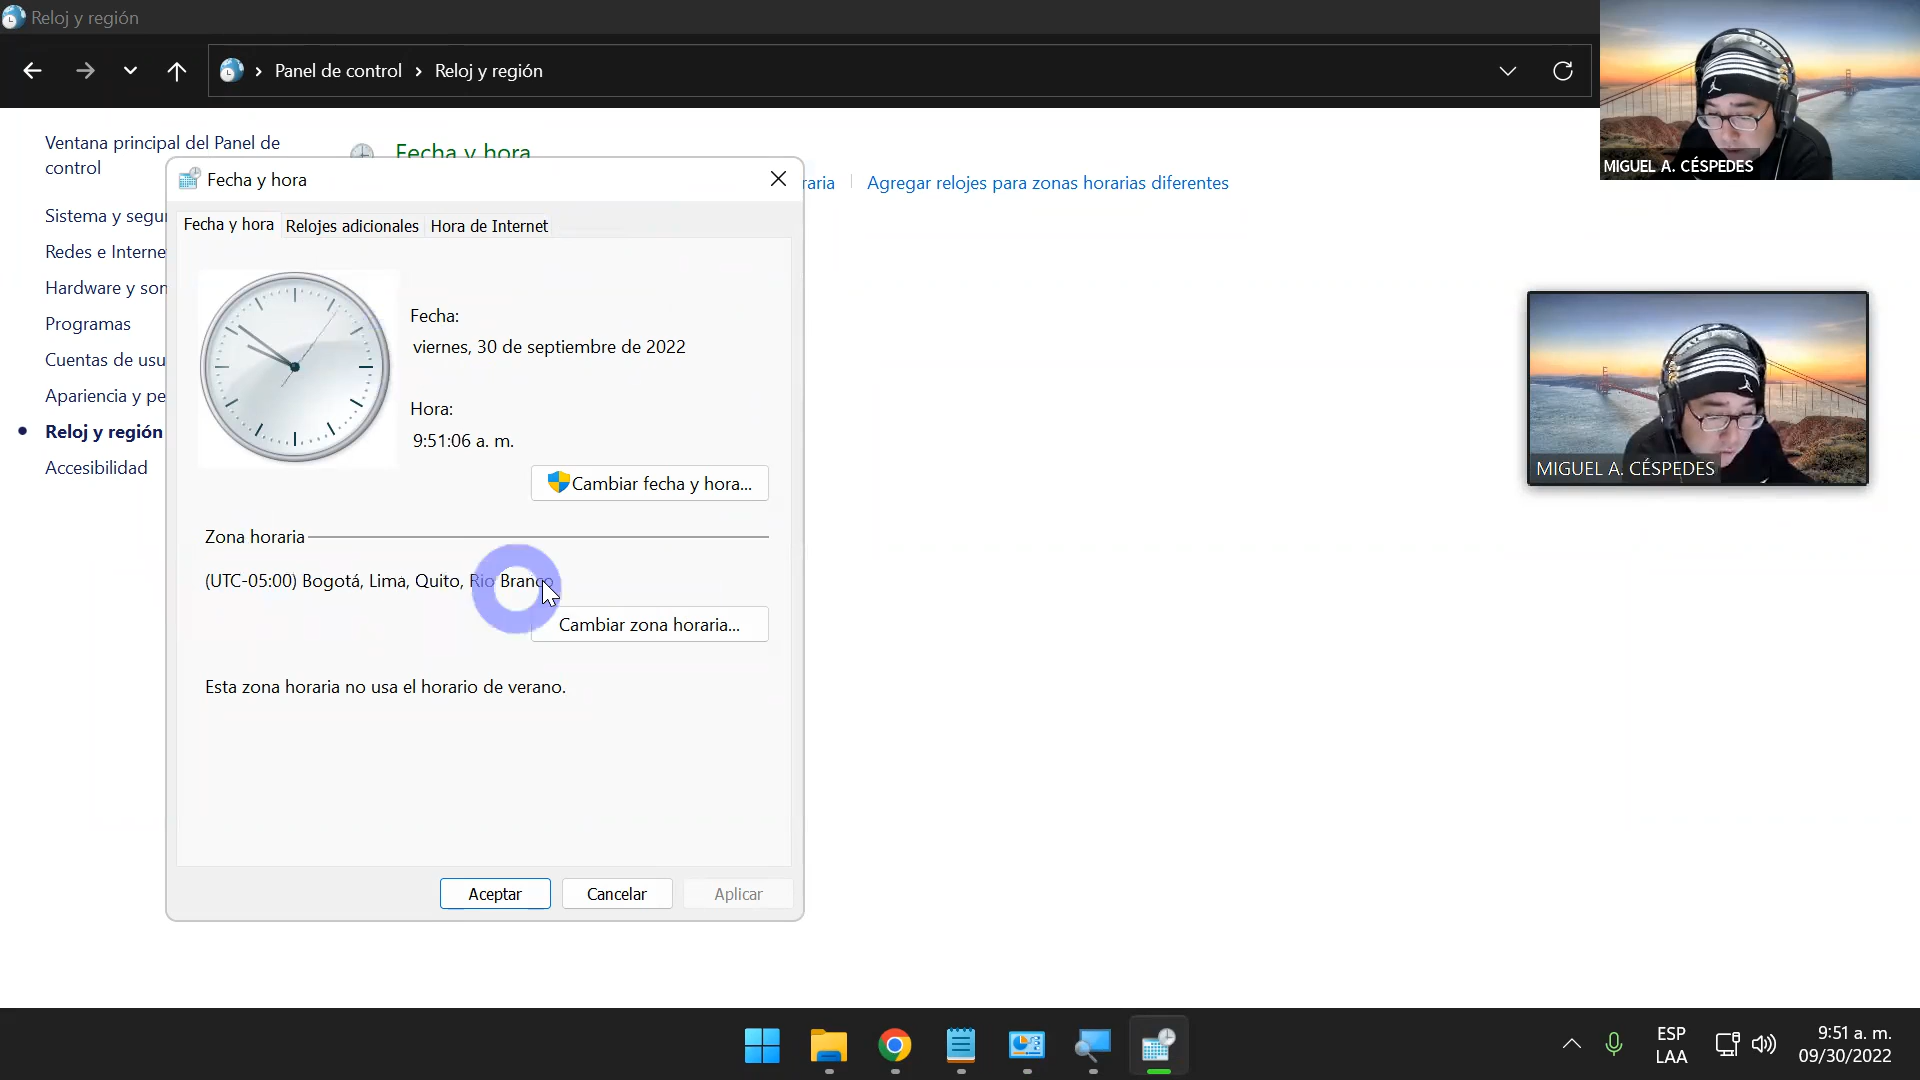 Reloj y región
Panel de control
Reloj y región
Ventana principal del Panel de
control
Sistema y segu
Redes e Interne
Hardware y son
Programas
Cuentas de usu
Apariencia y pe
Reloj y región
Accesibilidad
Fecha y hora
raria
Agregar relojes para zonas horarias diferentes
Fecha y hora
Fecha y hora
Relojes adicionales
Hora de Internet
Fecha:
viernes, 30 de septiembre de 2022
Hora:
9:51:06 a. m.
Cambiar fecha y hora...
Zona horaria
(UTC-05:00) Bogotá, Lima, Quito, Rio Branco
Cambiar zona horaria...
Esta zona horaria no usa el horario de verano.
Aceptar
Cancelar
Aplicar
MIGUEL A. CÉSPEDES
MIGUEL A. CÉSPEDES
ESP
LAA
9:51 a. m.
09/30/2022